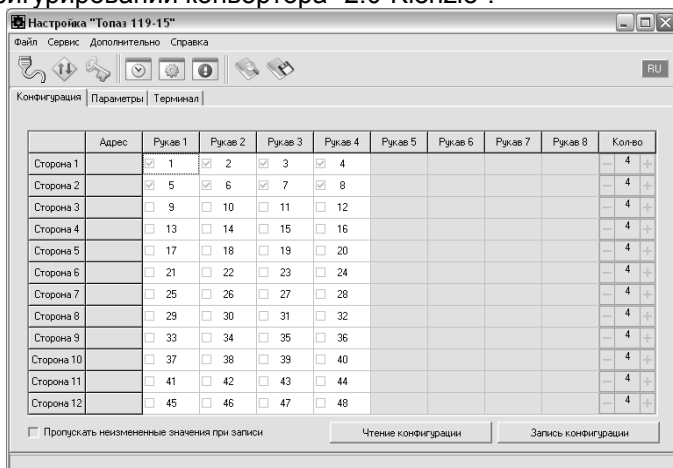 фигурировании конвертора "2.0 Kienzle".
Настройка "Топаз 119-15"
Файл Сервис Дополнительно Справка
RU
Конфигурация Параметры Терминал
Адрес Рукав 1 Рукав 2 Рукав 3 Рукав 4 Рукав 5 Рукав 6 Рукав 7 Рукав 8 Кол-во
Сторона 1 1 2 3 4 − 4 +
Сторона 2 5 6 7 8 − 4 +
Сторона 3 9 10 11 12 − 4 +
Сторона 4 13 14 15 16 − 4 +
Сторона 5 17 18 19 20 − 4 +
Сторона 6 21 22 23 24 − 4 +
Сторона 7 25 26 27 28 − 4 +
Сторона 8 29 30 31 32 − 4 +
Сторона 9 33 34 35 36 − 4 +
Сторона 10 37 38 39 40 − 4 +
Сторона 11 41 42 43 44 − 4 +
Сторона 12 45 46 47 48 − 4 +
Пропускать неизмененные значения при записи Чтение конфигурации Запись конфигурации